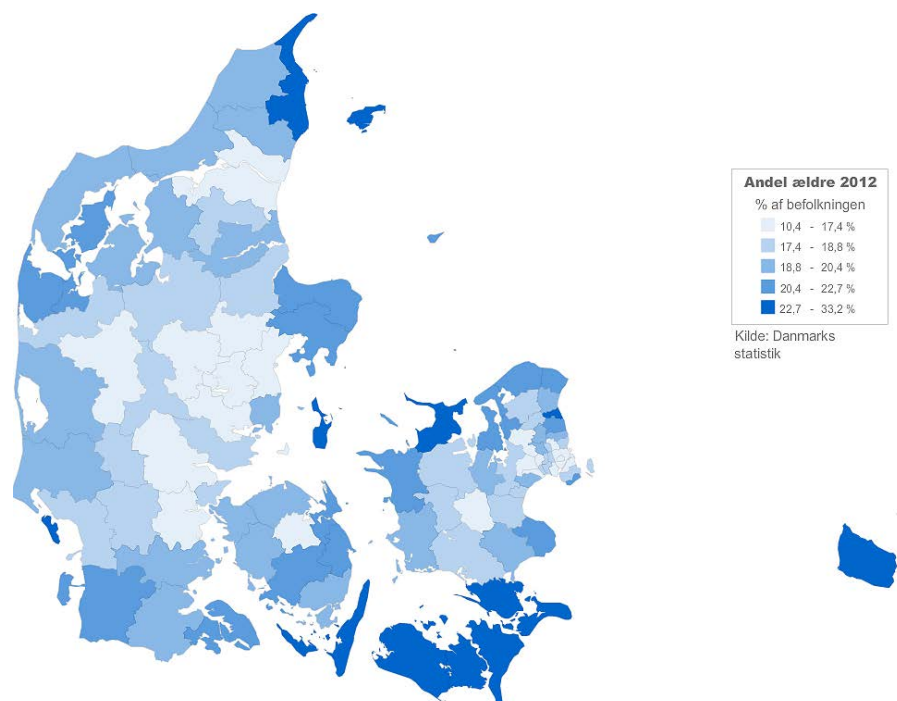 Andel ældre 2012
% af befolkningen
10,4 - 17,4 %
17,4 - 18,8 %
18,8 - 20,4 %
20,4 - 22,7 %
22,7 - 33,2 %
Kilde: Danmarks
statistik